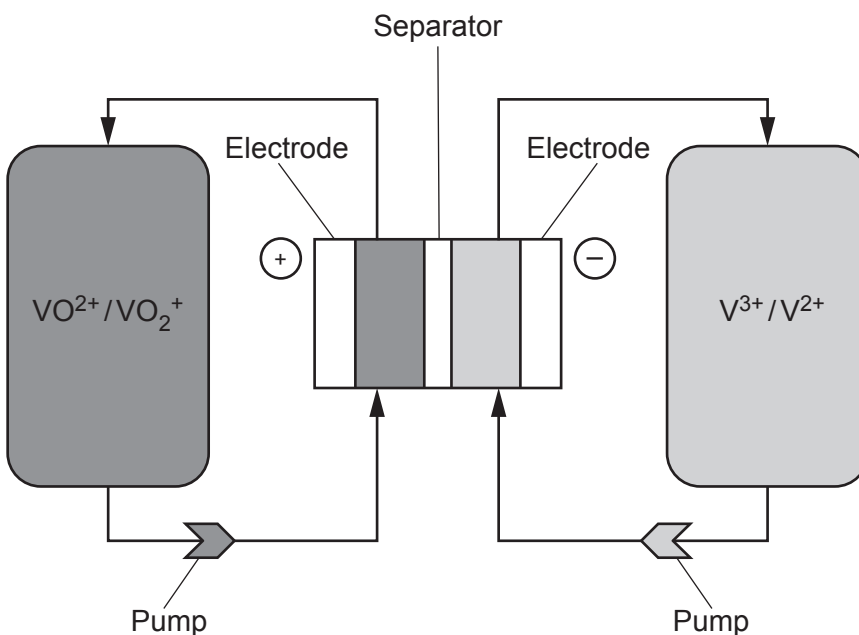 Separator
Electrode
Electrode
+
−
VO²⁺/VO₂⁺
V³⁺/V²⁺
Pump
Pump